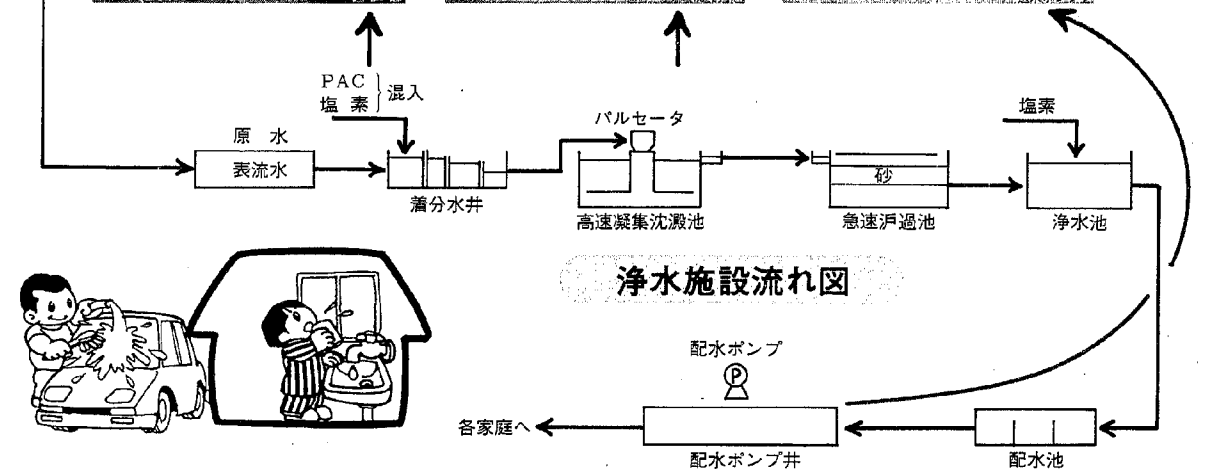 PAC
塩素
混入
原水
表流水
着分水井
パルセータ
高速凝集沈澱池
砂
急速沪過池
塩素
浄水池
浄水施設流れ図
配水ポンプ
P
各家庭へ
配水ポンプ井
配水池